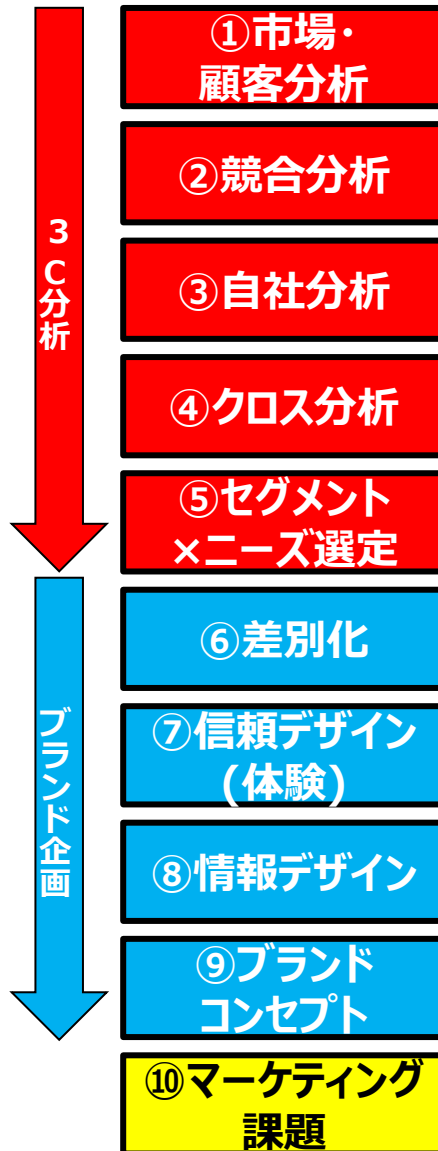 3C分析
①市場・
顧客分析
②競合分析
③自社分析
④クロス分析
⑤セグメント
×ニーズ選定
ブランド企画
⑥差別化
⑦信頼デザイン
(体験)
⑧情報デザイン
⑨ブランド
コンセプト
⑩マーケティング
課題